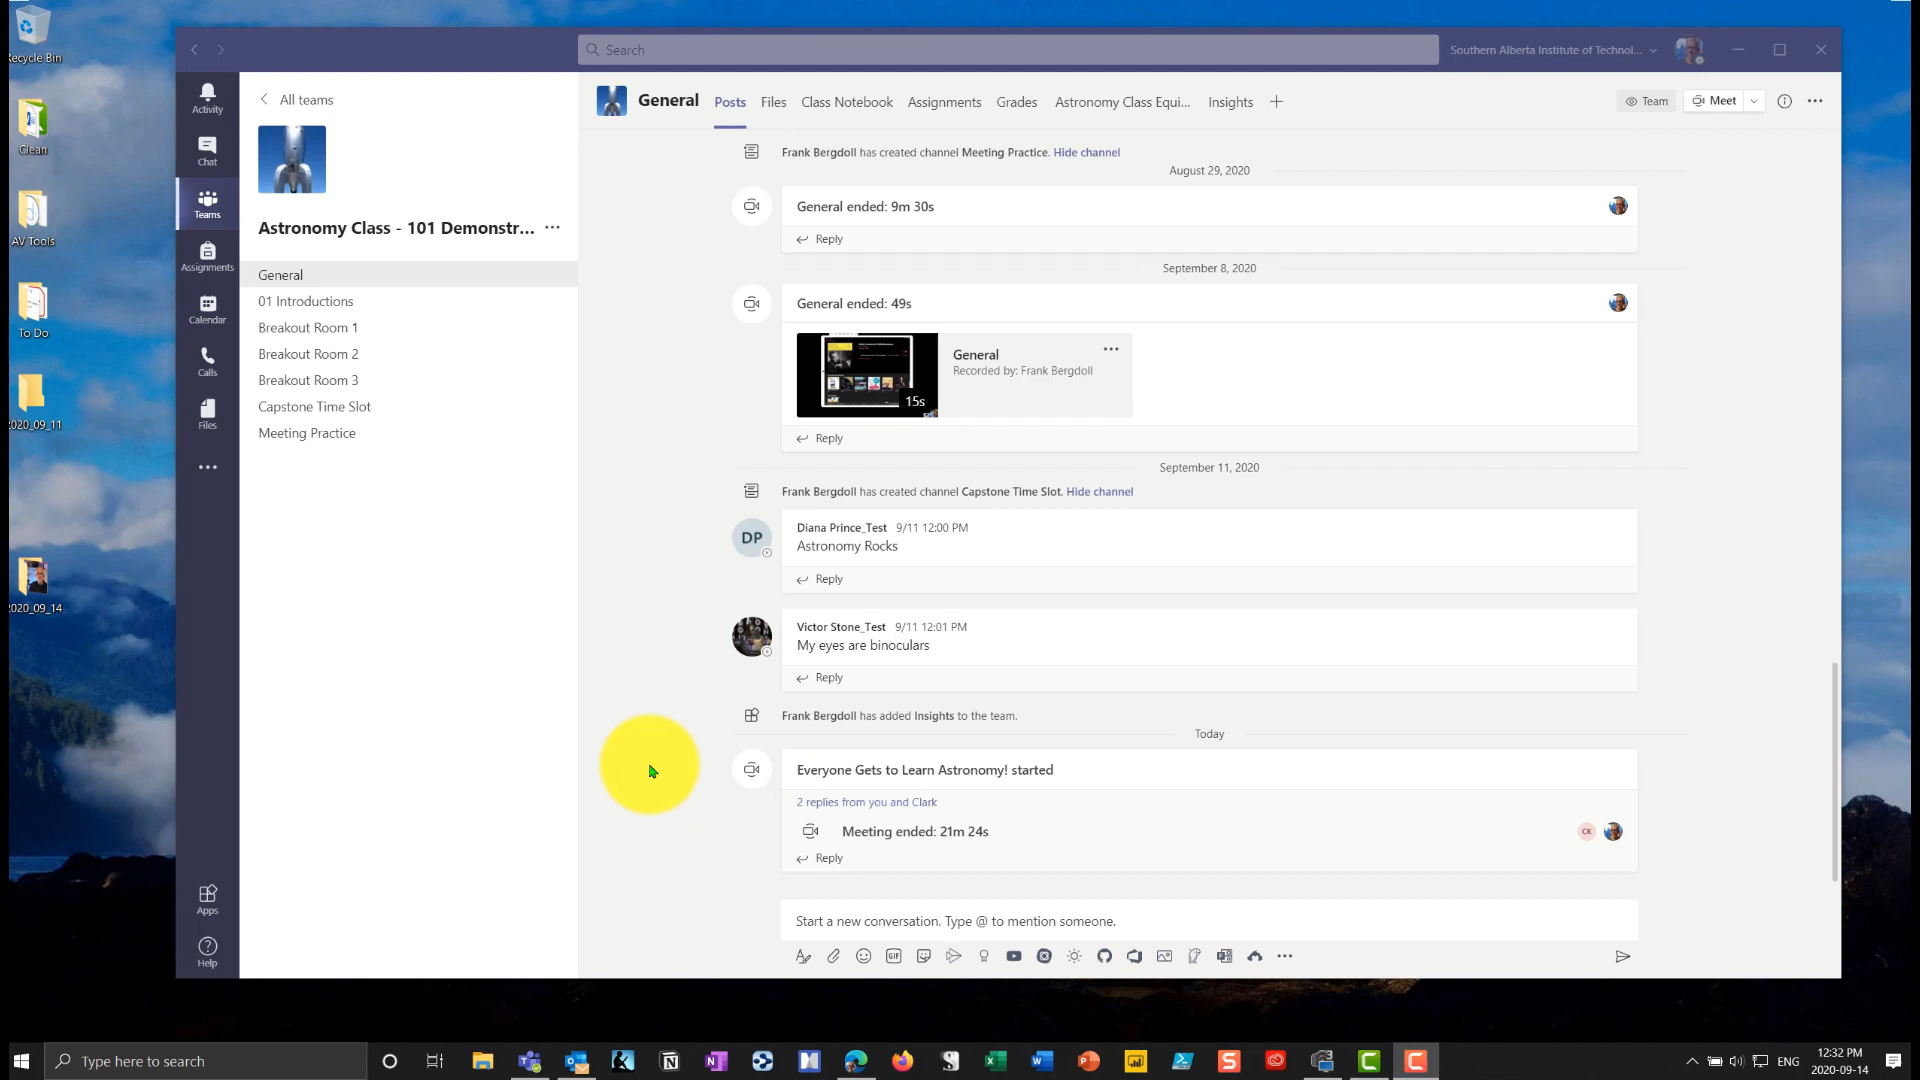 Recycle Bin
Clean
AV Tools
To Do
2020_09_11
2020_09_14
Search
Southern Alberta Institute of Technol...
Activity
Chat
Teams
Assignments
Calendar
Calls
Files
Apps
Help
All teams
Astronomy Class - 101 Demonstr...
General
01 Introductions
Breakout Room 1
Breakout Room 2
Breakout Room 3
Capstone Time Slot
Meeting Practice
General Posts Files Class Notebook Assignments Grades Astronomy Class Equi... Insights
Team
Meet
Frank Bergdoll has created channel Meeting Practice. Hide channel
August 29, 2020
General ended: 9m 30s
Reply
September 8, 2020
General ended: 49s
15s
General
Recorded by: Frank Bergdoll
Reply
September 11, 2020
Frank Bergdoll has created channel Capstone Time Slot. Hide channel
DP
Diana Prince_Test 9/11 12:00 PM
Astronomy Rocks
Reply
Victor Stone_Test 9/11 12:01 PM
My eyes are binoculars
Reply
Frank Bergdoll has added Insights to the team.
Today
Everyone Gets to Learn Astronomy! started
2 replies from you and Clark
Meeting ended: 21m 24s
CK
Reply
Start a new conversation. Type @ to mention someone.
GIF
Type here to search
ENG
12:32 PM
2020-09-14